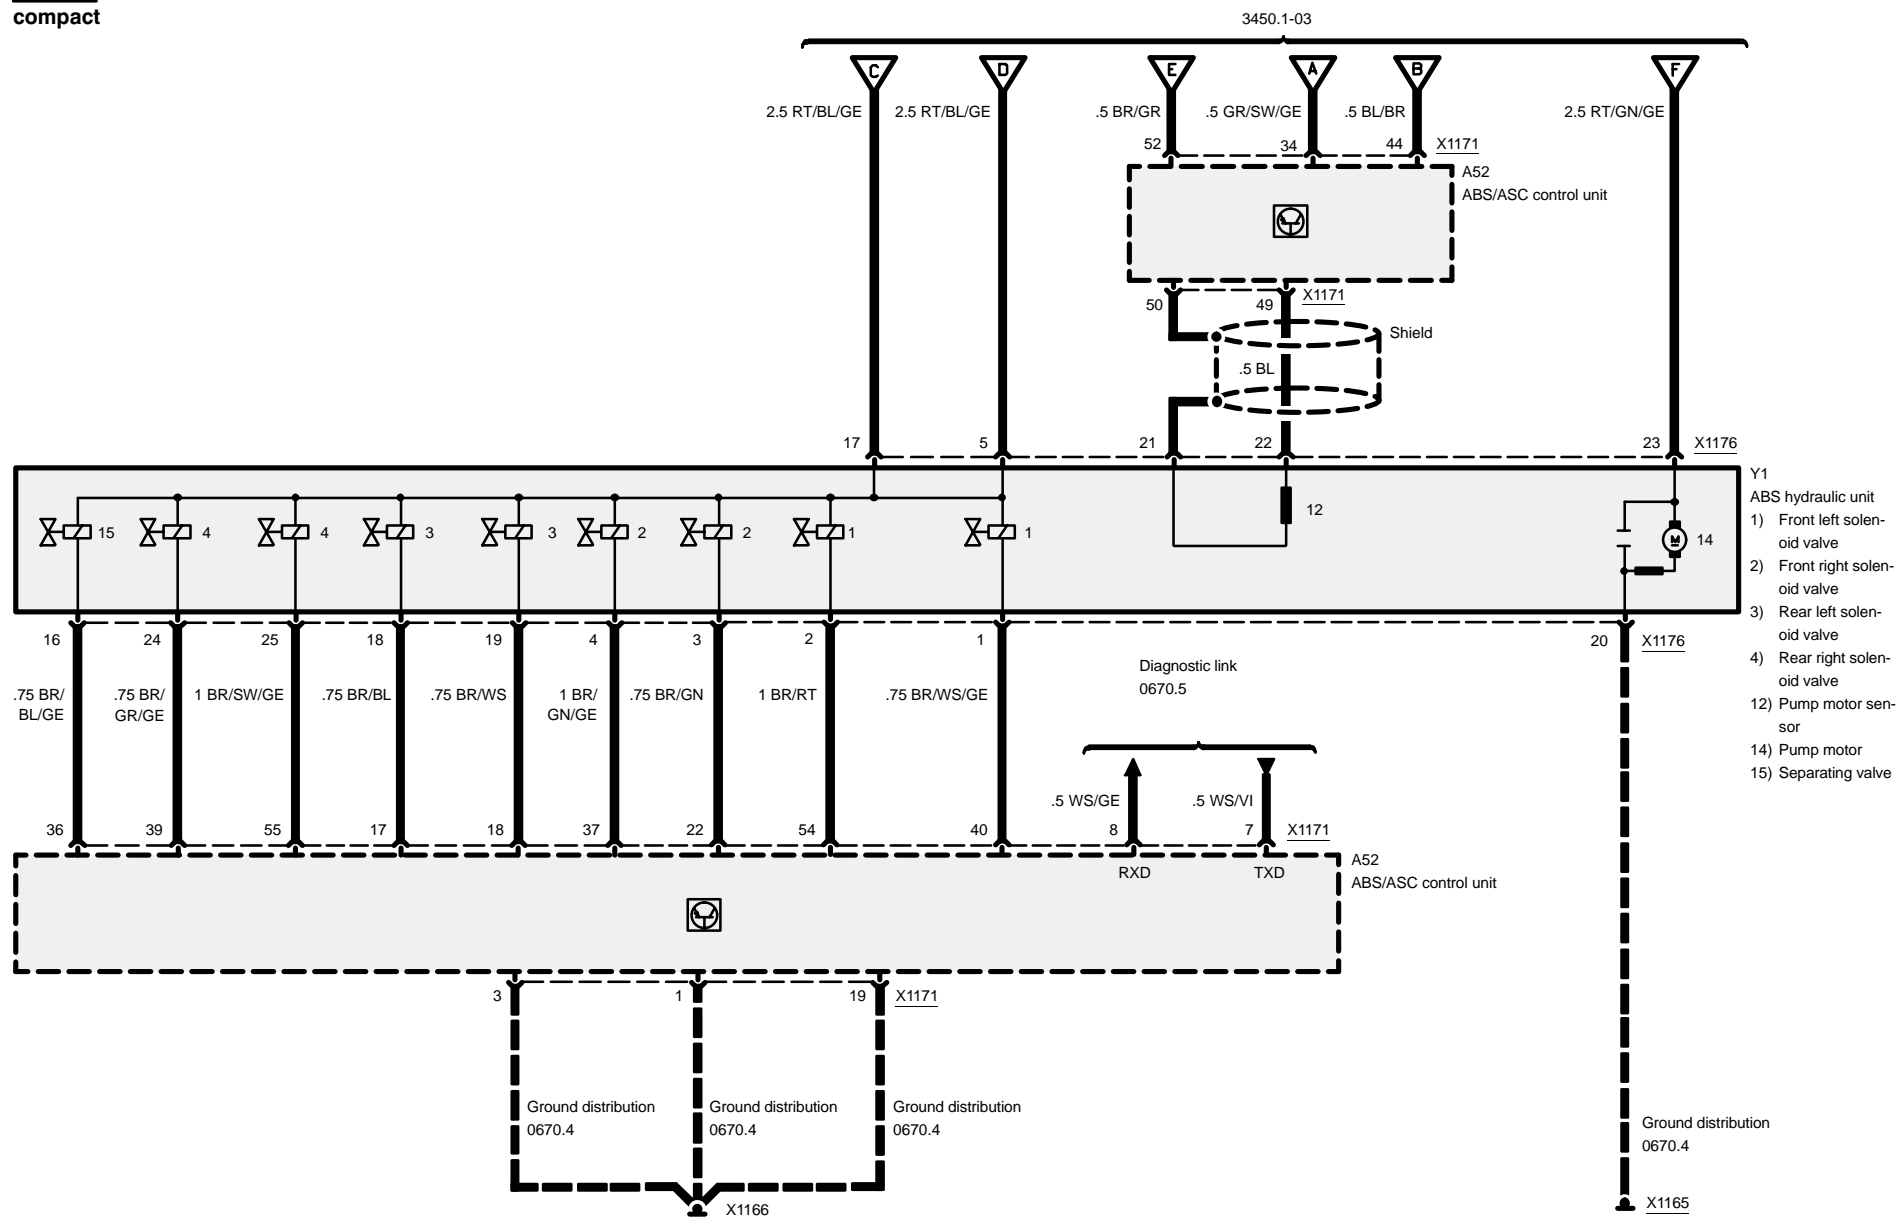 compact
3450.1-03
C D E A B F
2.5 RT/BL/GE 2.5 RT/BL/GE .5 BR/GR .5 GR/SW/GE .5 BL/BR 2.5 RT/GN/GE
52 34 44 X1171
A52
ABS/ASC control unit
50 49 X1171
Shield
.5 BL
17 5 21 22 23 X1176
Y1
ABS hydraulic unit
1) Front left solen-
oid valve
2) Front right solen-
oid valve
3) Rear left solen-
oid valve
4) Rear right solen-
oid valve
12) Pump motor sen-
sor
14) Pump motor
15) Separating valve
15 4 4 3 3 2 2 1 1 12 M 14
16 24 25 18 19 4 3 2 1 20 X1176
.75 BR/
BL/GE
.75 BR/
GR/GE
1 BR/SW/GE
.75 BR/BL
.75 BR/WS
1 BR/
GN/GE
.75 BR/GN
1 BR/RT
.75 BR/WS/GE
Diagnostic link
0670.5
.5 WS/GE .5 WS/VI
36 39 55 17 18 37 22 54 40 8 7 X1171
RXD TXD
A52
ABS/ASC control unit
3 1 19 X1171
Ground distribution
0670.4
Ground distribution
0670.4
Ground distribution
0670.4
Ground distribution
0670.4
X1166
X1165